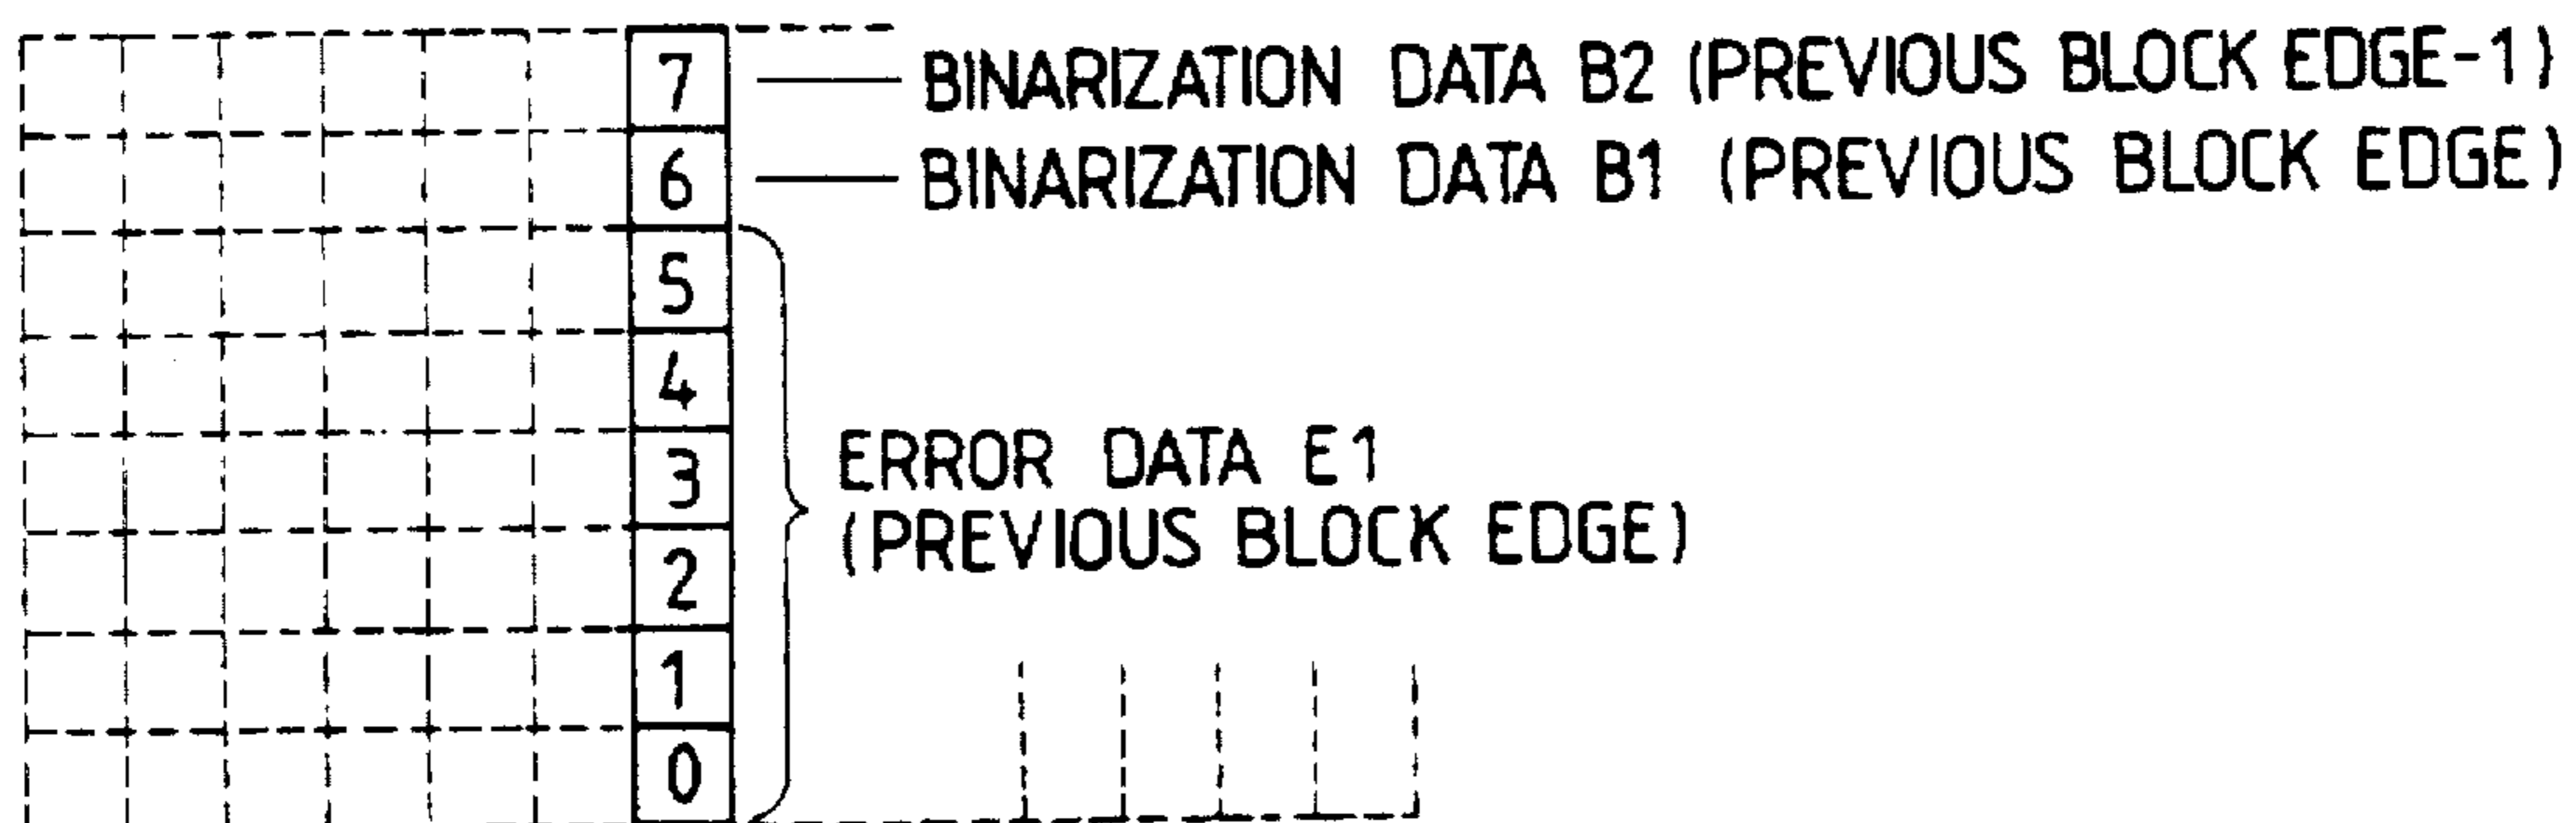 7 BINARIZATION DATA B2 (PREVIOUS BLOCK EDGE-1)
6 BINARIZATION DATA B1 (PREVIOUS BLOCK EDGE)
5
4
3 ERROR DATA E1
2 (PREVIOUS BLOCK EDGE)
1
0